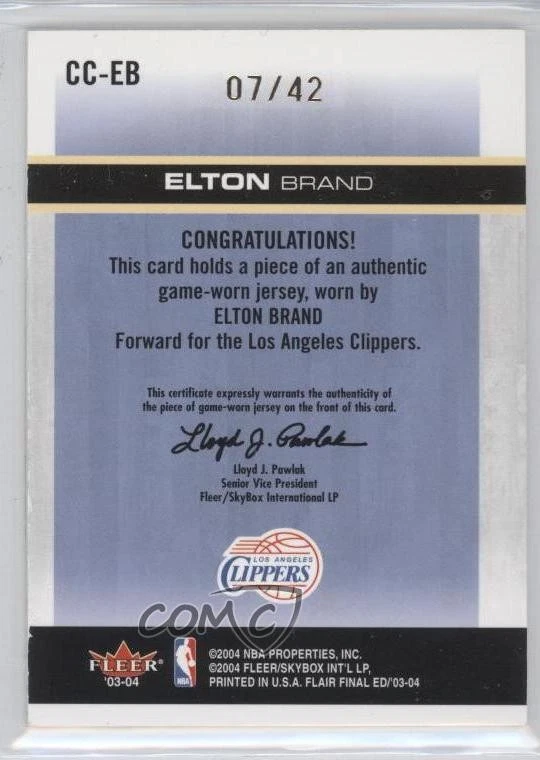 CC-EB
07/42
ELTON BRAND
CONGRATULATIONS!
This card holds a piece of an authentic
game-worn jersey, worn by
ELTON BRAND
Forward for the Los Angeles Clippers.
This certificate expressly warrants the authenticity of
the piece of game-worn jersey on the front of this card.
Lloyd J. Pawlak
Lloyd J. Pawlak
Senior Vice President
Fleer/SkyBox International LP
LOS ANGELES
CLIPPERS
COMC
FLEER
'03-04
NBA
©2004 NBA PROPERTIES, INC.
©2004 FLEER/SKYBOX INT'L LP,
PRINTED IN U.S.A. FLAIR FINAL ED/'03-04